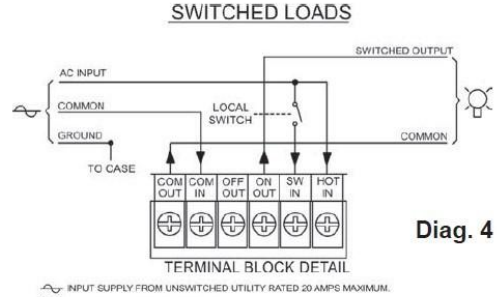 SWITCHED LOADS
SWITCHED OUTPUT
AC INPUT
COMMON
LOCAL
SWITCH
GROUND
COMMON
TO CASE
COM OUT
COM IN
OFF OUT
ON OUT
SW IN
HOT IN
Diag. 4
TERMINAL BLOCK DETAIL
INPUT SUPPLY FROM UNSWITCHED UTILITY RATED 20 AMPS MAXIMUM.